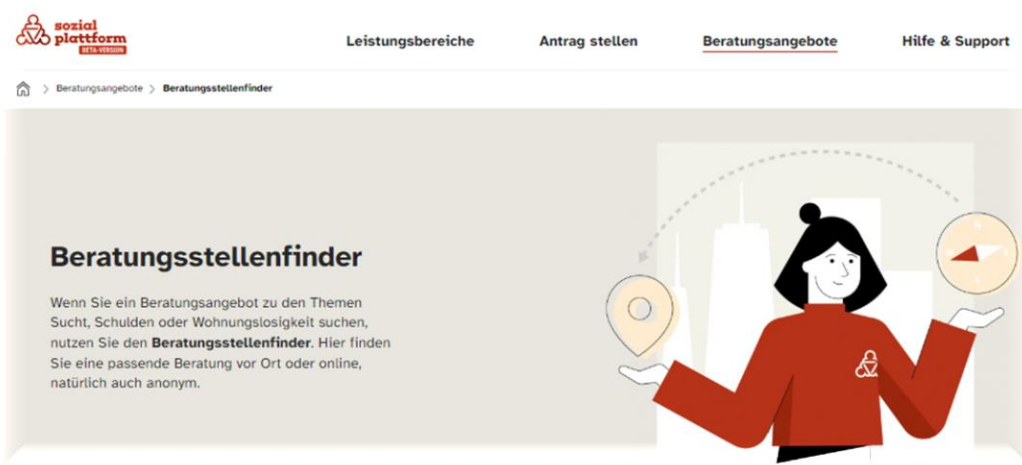 sozial
plattform
BETA-VERSION
Leistungsbereiche
Antrag stellen
Beratungsangebote
Hilfe & Support
Beratungsangebote > Beratungsstellenfinder
Beratungsstellenfinder
Wenn Sie ein Beratungsangebot zu den Themen
Sucht, Schulden oder Wohnungslosigkeit suchen,
nutzen Sie den Beratungsstellenfinder. Hier finden
Sie eine passende Beratung vor Ort oder online,
natürlich auch anonym.